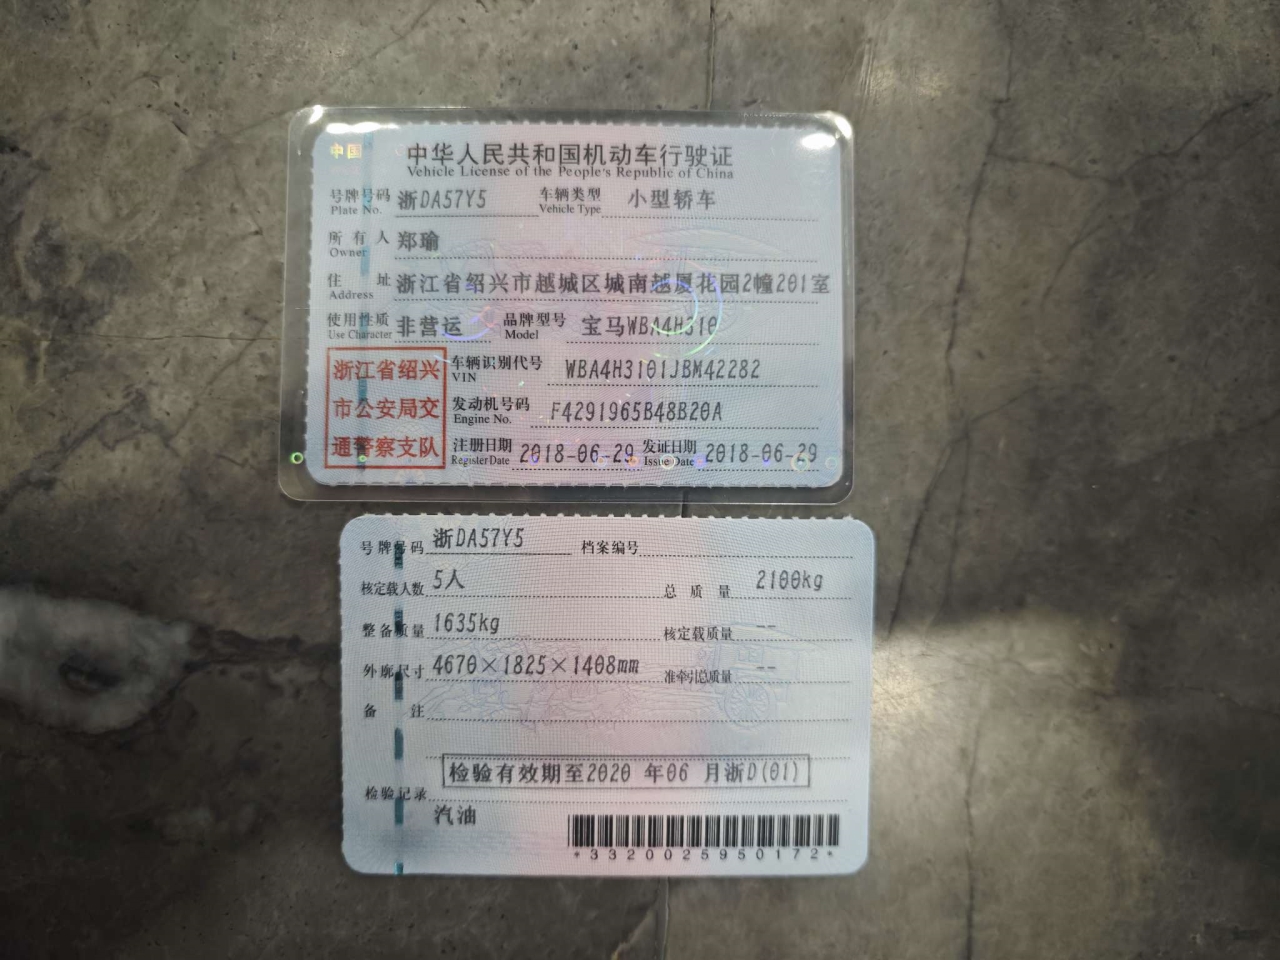 中国
中华人民共和国机动车行驶证
Vehicle License of the People's Republic of China
号牌号码 浙DA57Y5 车辆类型 小型轿车
Plate No. Vehicle Type
所有人 郑瑜
Owner
住址 浙江省绍兴市越城区城南越厦花园2幢201室
Address
使用性质 非营运 品牌型号 宝马WBA4H310
Use Character Model
浙江省绍兴 车辆识别代号 WBA4H3101JBM42282
VIN
市公安局交 发动机号码 F4291965B48B20A
Engine No.
通警察支队 注册日期 2018-06-29 发证日期 2018-06-29
Register Date Issue Date
号牌号码 浙DA57Y5 档案编号
核定载人数 5人 总质量 2100kg
整备质量 1635kg 核定载质量 --
外廓尺寸 4670×1825×1408mm 准牵引总质量 --
备注
检验有效期至2020 年06 月浙D(01)
检验记录
汽油
*3320025950172*